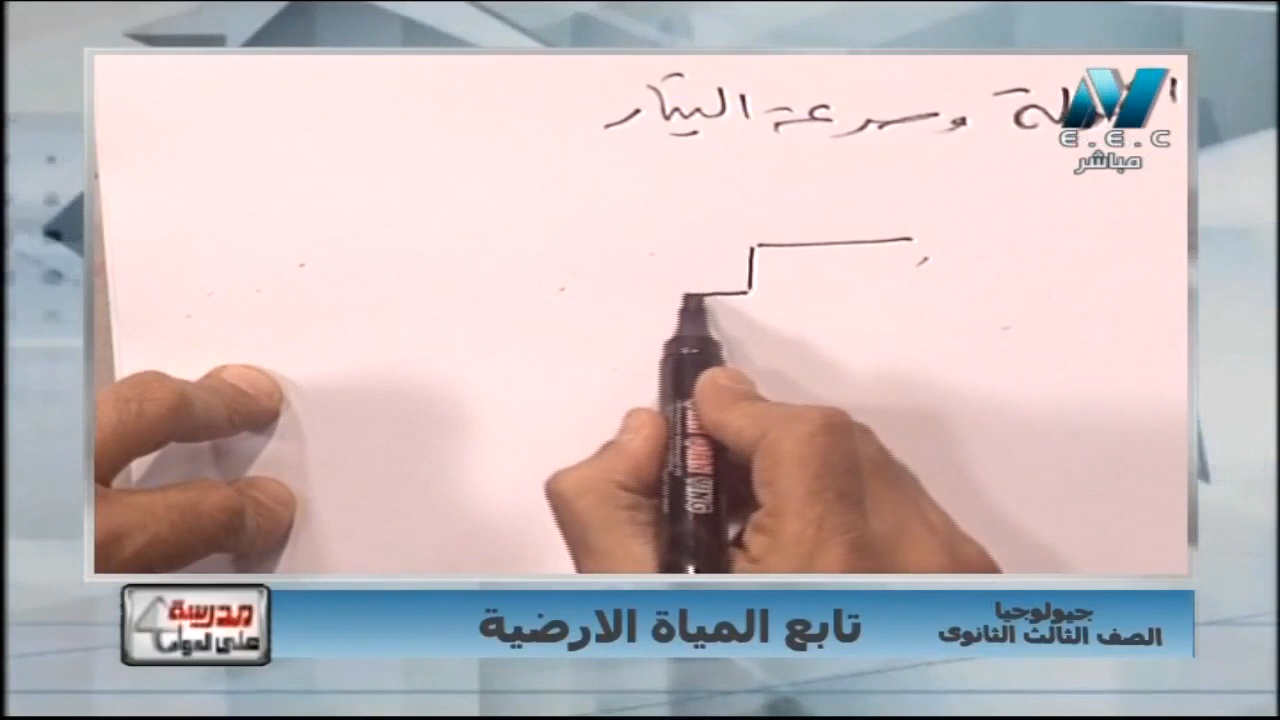 وسرعة التيار
E.E.C
مباشر
جيولوجيا
الصف الثالث الثانوى
تابع المياة الارضية
مدرسة
على الهواء